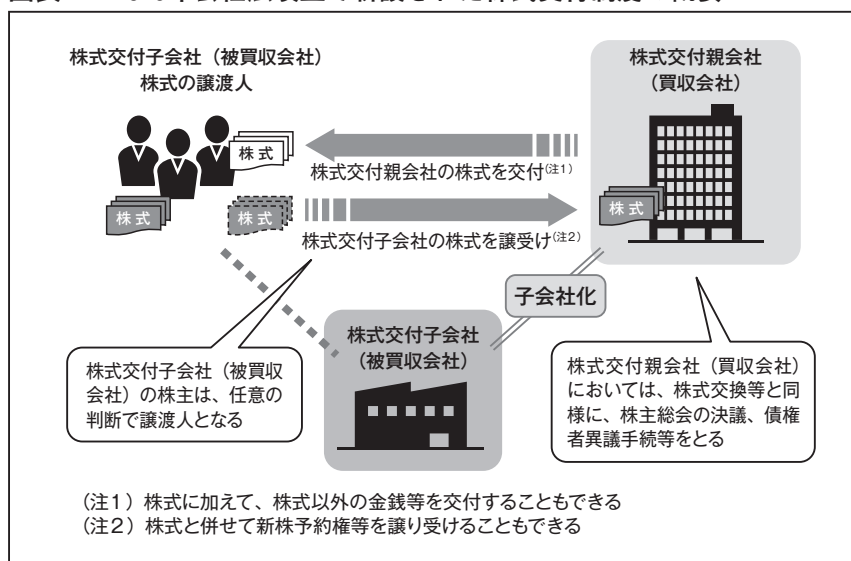 株式交付子会社（被買収会社）
株式の譲渡人
株式交付親会社
（買収会社）
株 式
株式交付親会社の株式を交付(注1)
株 式
株 式
株 式
株式交付子会社の株式を譲受け(注2)
子会社化
株式交付子会社
（被買収会社）
株式交付子会社（被買収
会社）の株主は、任意の
判断で譲渡人となる
株式交付親会社（買収会社）
においては、株式交換等と同
様に、株主総会の決議、債権
者異議手続等をとる
（注1）株式に加えて、株式以外の金銭等を交付することもできる
（注2）株式と併せて新株予約権等を譲り受けることもできる